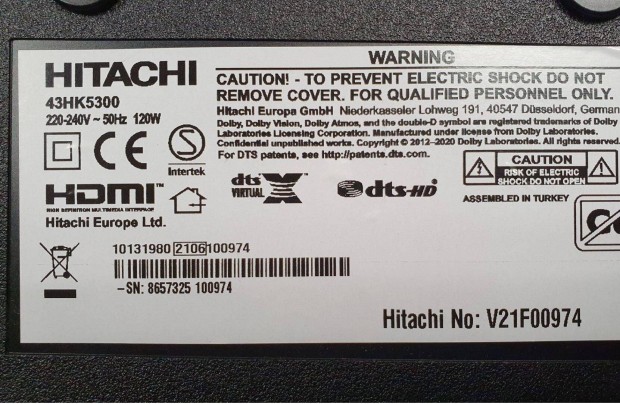 HITACHI
43HK5300
220-240V ~ 50Hz 120W
Intertek
HDMI
HIGH DEFINITION MULTIMEDIA INTERFACE
Hitachi Europe Ltd.
WARNING
CAUTION! - TO PREVENT ELECTRIC SHOCK DO NOT
REMOVE COVER. FOR QUALIFIED PERSONNEL ONLY.
Hitachi Europe GmbH Niederkasseler Lohweg 191, 40547 Düsseldorf, German
Dolby, Dolby Vision, Dolby Atmos, and the double-D symbol are registered trademarks of Dolby
Laboratories Licensing Corporation. Manufactured under license from Dolby Laboratories.
Confidential unpublished works. Copyright © 2012-2020 Dolby Laboratories. All rights reserved.
For DTS patents, see http://patents.dts.com.
dts X
VIRTUAL
dts-HD
CAUTION
RISK OF ELECTRIC
SHOCK DO NOT OPEN
ASSEMBLED IN TURKEY
10131980 2106 100974
-SN: 8657325 100974
Hitachi No: V21F00974